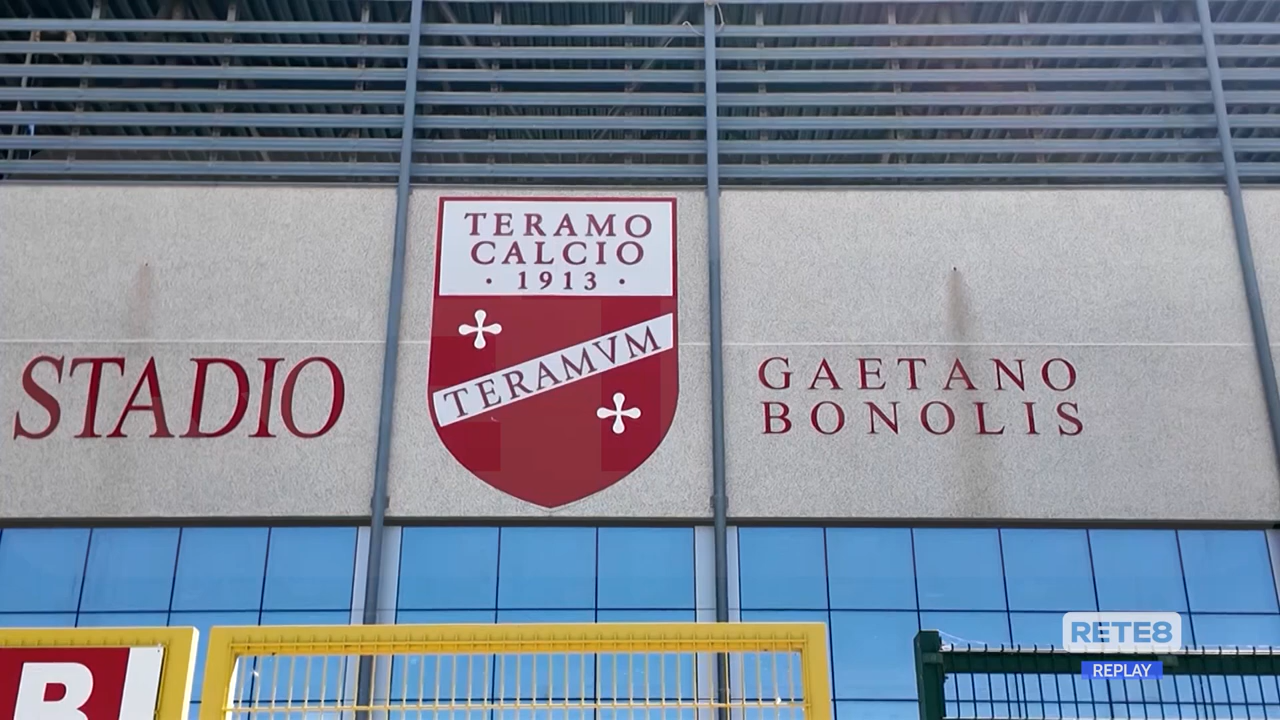 TERAMO
CALCIO
· 1913 ·
TERAMVM
STADIO
GAETANO
BONOLIS
B
RETE8
REPLAY